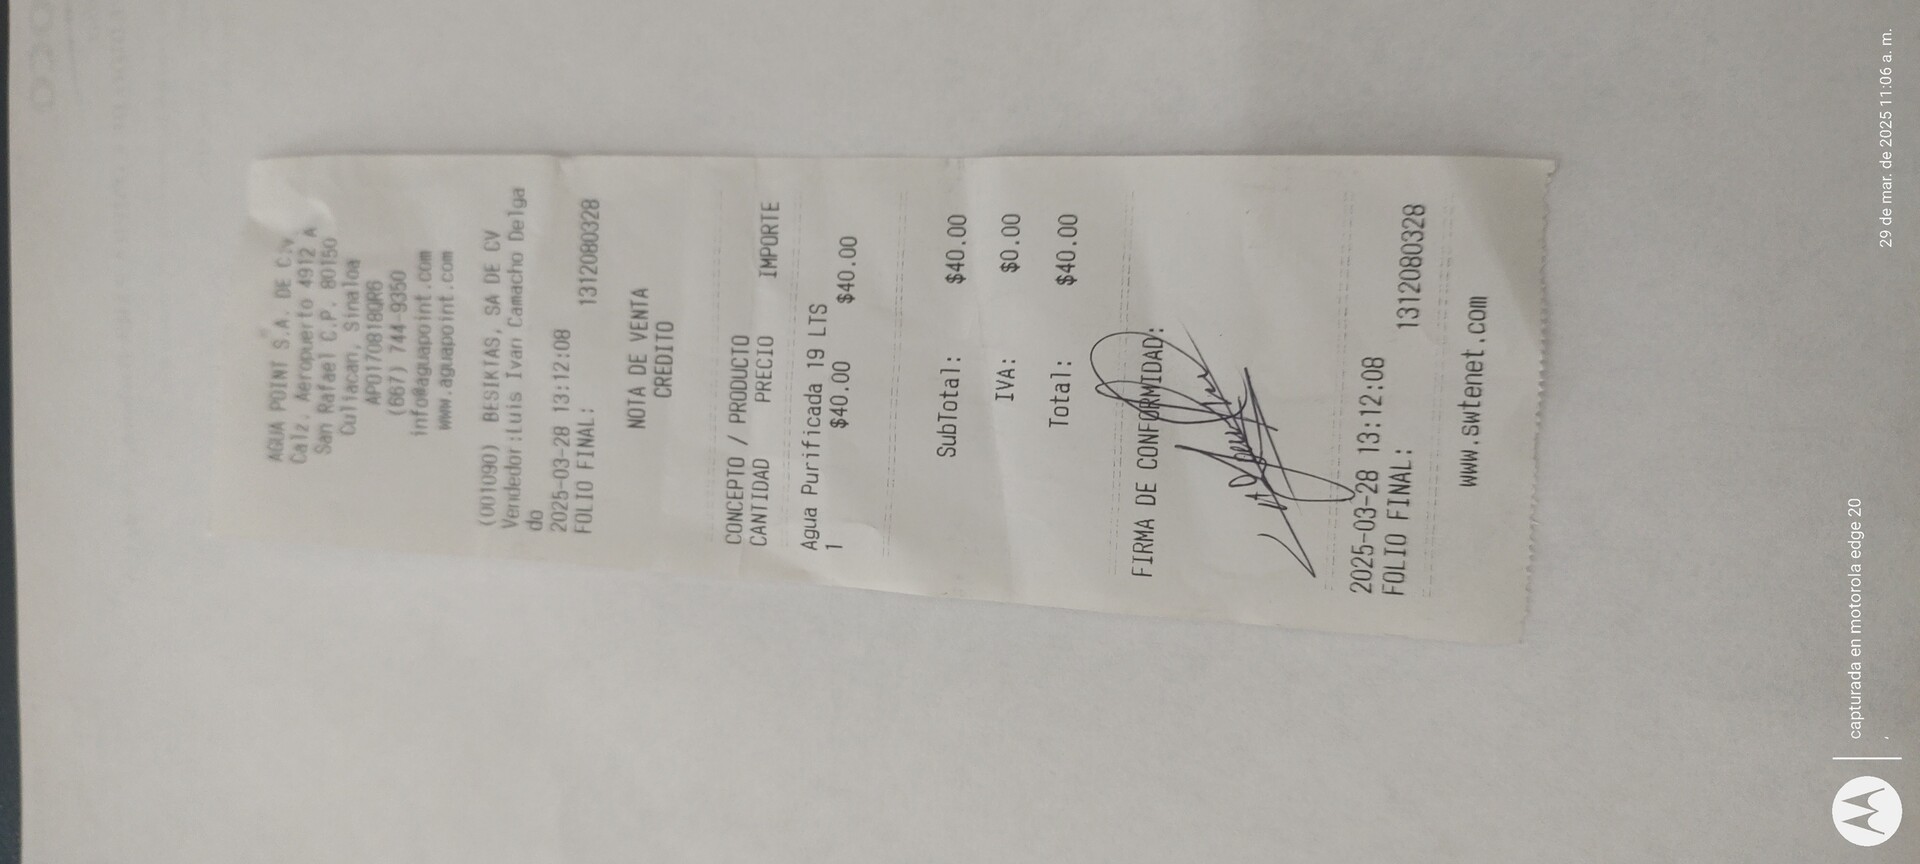 AGUA POINT S.A. DE C.V
Calz. Aeropuerto 4912 A
San Rafael C.P. 80150
Culiacan, Sinaloa
APO170818QR6
(667) 744-9350
info@aguapoint.com
www.aguapoint.com
(001090) BESIKTAS, SA DE CV
Vendedor:Luis Ivan Camacho Delga
do
2025-03-28 13:12:08
FOLIO FINAL: 1312080328
NOTA DE VENTA
CREDITO
CONCEPTO / PRODUCTO
CANTIDAD PRECIO IMPORTE
Agua Purificada 19 LTS
1 $40.00 $40.00
SubTotal: $40.00
IVA: $0.00
Total: $40.00
FIRMA DE CONFORMIDAD:
2025-03-28 13:12:08
FOLIO FINAL: 1312080328
www.swtenet.com
capturada en motorola edge 20
29 de mar. de 2025 11:06 a. m.